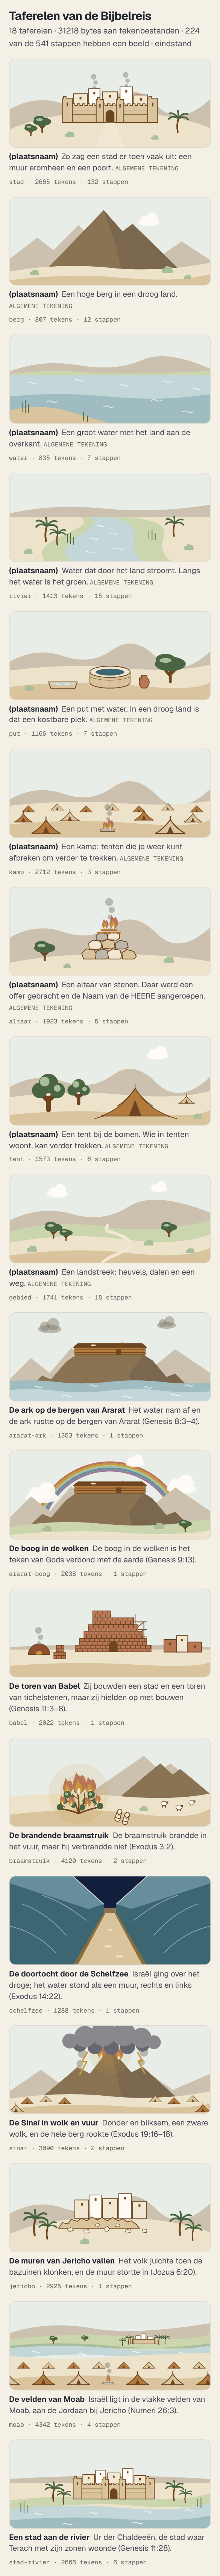 Taferelen van de Bijbelreis
18 taferelen · 31218 bytes aan tekenbestanden · 224
van de 541 stappen hebben een beeld · eindstand
(plaatsnaam) Zo zag een stad er toen vaak uit: een
muur eromheen en een poort. ALGEMENE TEKENING
stad · 2665 tekens · 132 stappen
(plaatsnaam) Een hoge berg in een droog land.
ALGEMENE TEKENING
berg · 807 tekens · 12 stappen
(plaatsnaam) Een groot water met het land aan de
overkant. ALGEMENE TEKENING
water · 835 tekens · 7 stappen
(plaatsnaam) Water dat door het land stroomt. Langs
het water is het groen. ALGEMENE TEKENING
rivier · 1413 tekens · 15 stappen
(plaatsnaam) Een put met water. In een droog land is
dat een kostbare plek. ALGEMENE TEKENING
put · 1166 tekens · 7 stappen
(plaatsnaam) Een kamp: tenten die je weer kunt
afbreken om verder te trekken. ALGEMENE TEKENING
kamp · 2712 tekens · 3 stappen
(plaatsnaam) Een altaar van stenen. Daar werd een
offer gebracht en de Naam van de HEERE aangeroepen.
ALGEMENE TEKENING
altaar · 1923 tekens · 5 stappen
(plaatsnaam) Een tent bij de bomen. Wie in tenten
woont, kan verder trekken. ALGEMENE TEKENING
tent · 1573 tekens · 6 stappen
(plaatsnaam) Een landstreek: heuvels, dalen en een
weg. ALGEMENE TEKENING
gebied · 1741 tekens · 18 stappen
De ark op de bergen van Ararat Het water nam af en
de ark rustte op de bergen van Ararat (Genesis 8:3–4).
ararat-ark · 1353 tekens · 1 stappen
De boog in de wolken De boog in de wolken is het
teken van Gods verbond met de aarde (Genesis 9:13).
ararat-boog · 2038 tekens · 1 stappen
De toren van Babel Zij bouwden een stad en een toren
van tichelstenen, maar zij hielden op met bouwen
(Genesis 11:3–8).
babel · 2022 tekens · 1 stappen
De brandende braamstruik De braamstruik brandde in
het vuur, maar hij verbrandde niet (Exodus 3:2).
braamstruik · 4120 tekens · 2 stappen
De doortocht door de Schelfzee Israël ging over het
droge; het water stond als een muur, rechts en links
(Exodus 14:22).
schelfzee · 1288 tekens · 1 stappen
De Sinaï in wolk en vuur Donder en bliksem, een zware
wolk, en de hele berg rookte (Exodus 19:16–18).
sinai · 3090 tekens · 2 stappen
De muren van Jericho vallen Het volk juichte toen de
bazuinen klonken, en de muur stortte in (Jozua 6:20).
jericho · 2925 tekens · 1 stappen
De velden van Moab Israël ligt in de vlakke velden van
Moab, aan de Jordaan bij Jericho (Numeri 26:3).
moab · 4342 tekens · 4 stappen
Een stad aan de rivier Ur der Chaldeeën, de stad waar
Terach met zijn zonen woonde (Genesis 11:28).
stad-rivier · 2666 tekens · 6 stappen